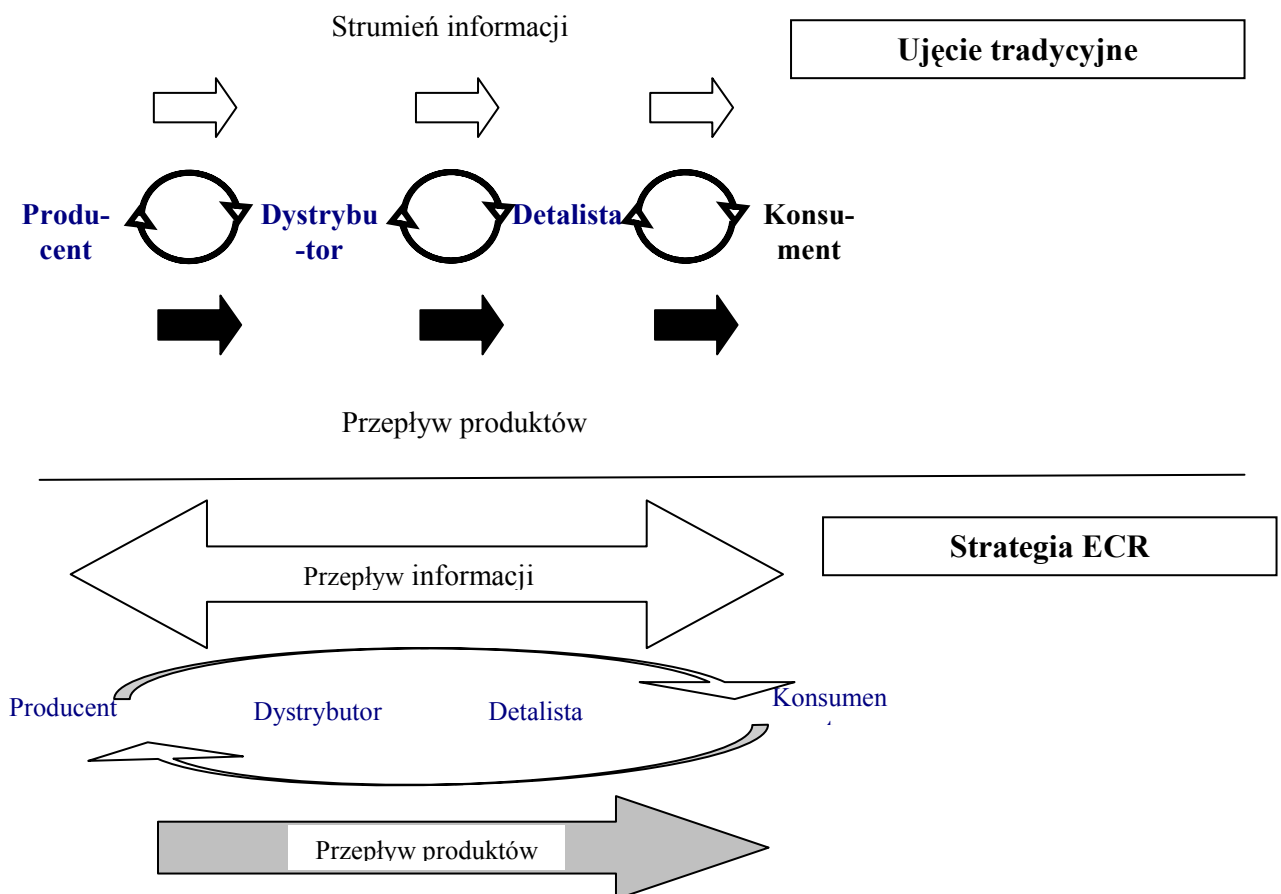 Strumień informacji
Ujęcie tradycyjne
Produ-
cent
Dystrybu
-tor
Detalista
Konsu-
ment
Przepływ produktów
Strategia ECR
Przepływ informacji
Producent
Dystrybutor
Detalista
Konsumen
t
Przepływ produktów